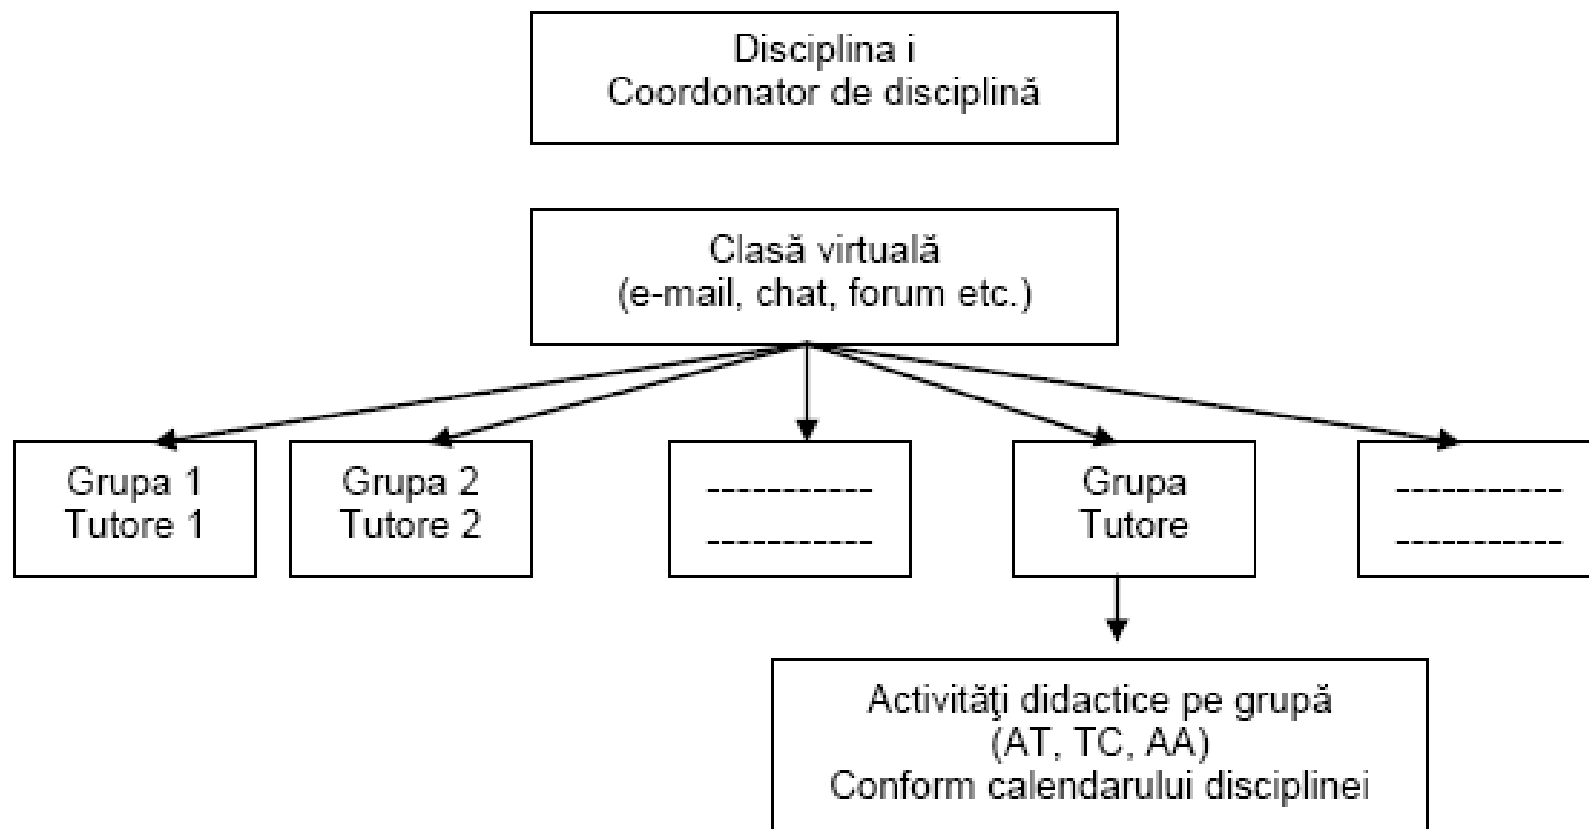 Disciplina i
Coordonator de disciplină
Clasă virtuală
(e-mail, chat, forum etc.)
Grupa 1
Tutore 1
Grupa 2
Tutore 2
-----------
-----------
Grupa
Tutore
-----------
-----------
Activităţi didactice pe grupă
(AT, TC, AA)
Conform calendarului disciplinei